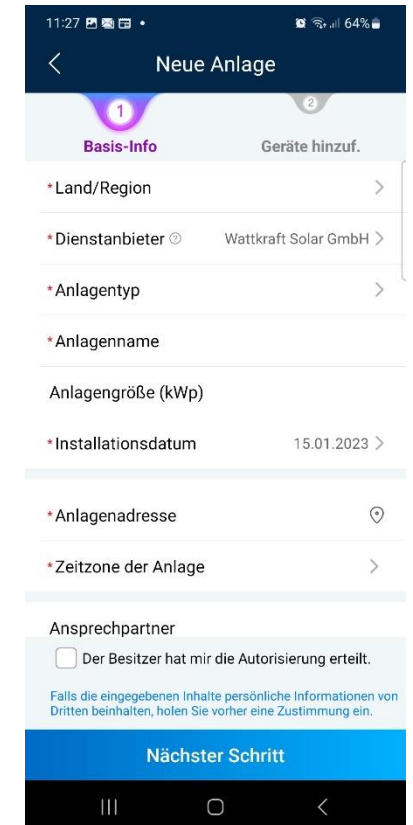 11:27
64%
Neue Anlage
1
2
Basis-Info
Geräte hinzuf.
*Land/Region
*Dienstanbieter ? Wattkraft Solar GmbH
*Anlagentyp
*Anlagenname
Anlagengröße (kWp)
*Installationsdatum 15.01.2023
*Anlagenadresse
*Zeitzone der Anlage
Ansprechpartner
Der Besitzer hat mir die Autorisierung erteilt.
Falls die eingegebenen Inhalte persönliche Informationen von
Dritten beinhalten, holen Sie vorher eine Zustimmung ein.
Nächster Schritt